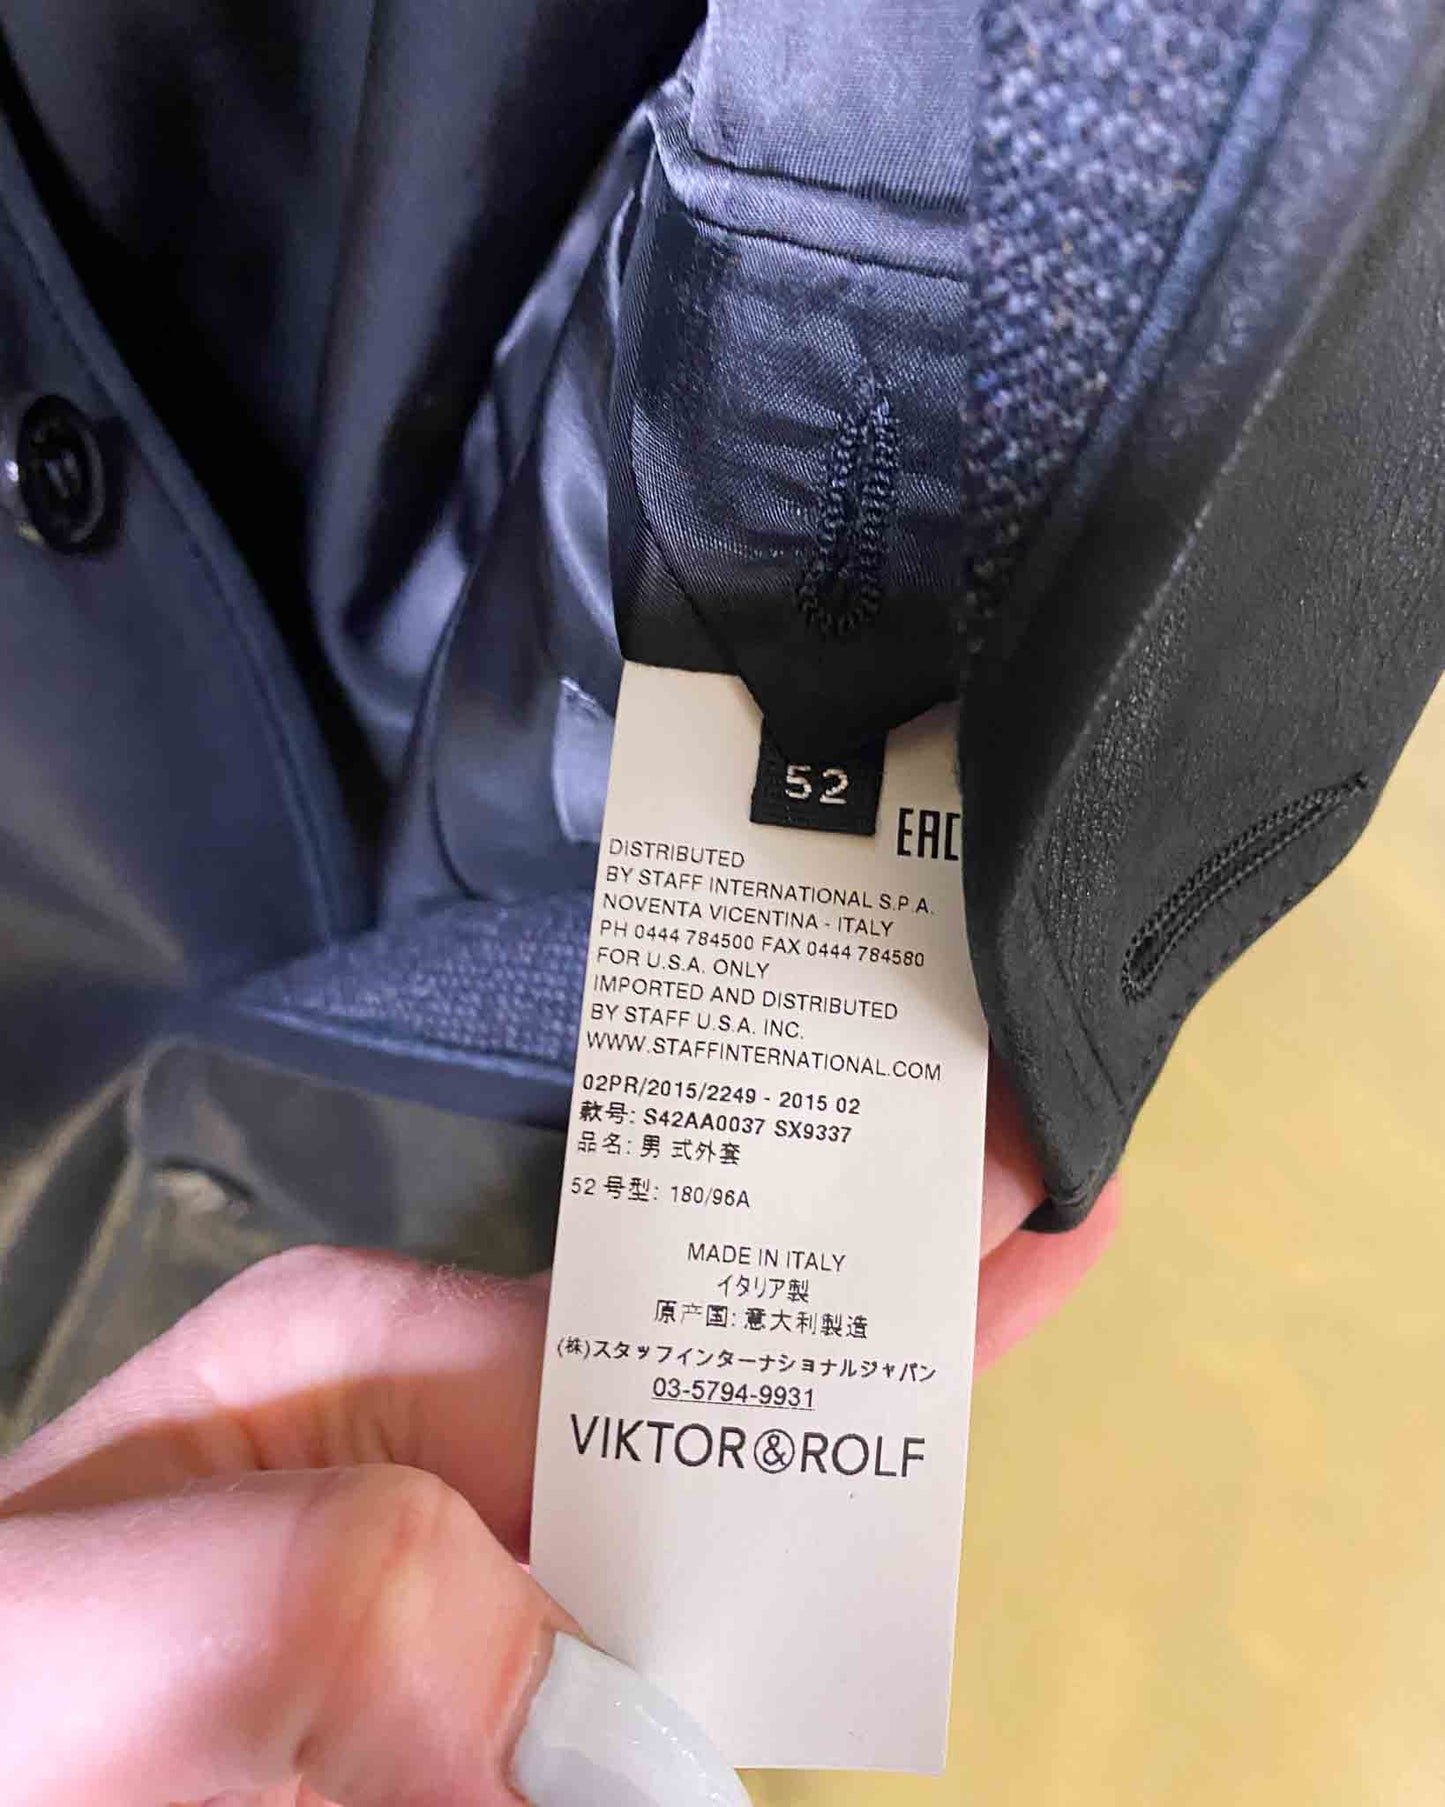 52
EAC
DISTRIBUTED
BY STAFF INTERNATIONAL S.P.A.
NOVENTA VICENTINA - ITALY
PH 0444 784500 FAX 0444 784580
FOR U.S.A. ONLY
IMPORTED AND DISTRIBUTED
BY STAFF U.S.A. INC.
WWW.STAFFINTERNATIONAL.COM
02PR/2015/2249 - 2015 02
款号: S42AA0037 SX9337
品名: 男 式外套
52 号型: 180/96A
MADE IN ITALY
イタリア製
原产国: 意大利製造
(株)スタッフインターナショナルジャパン
03-5794-9931
VIKTOR&ROLF